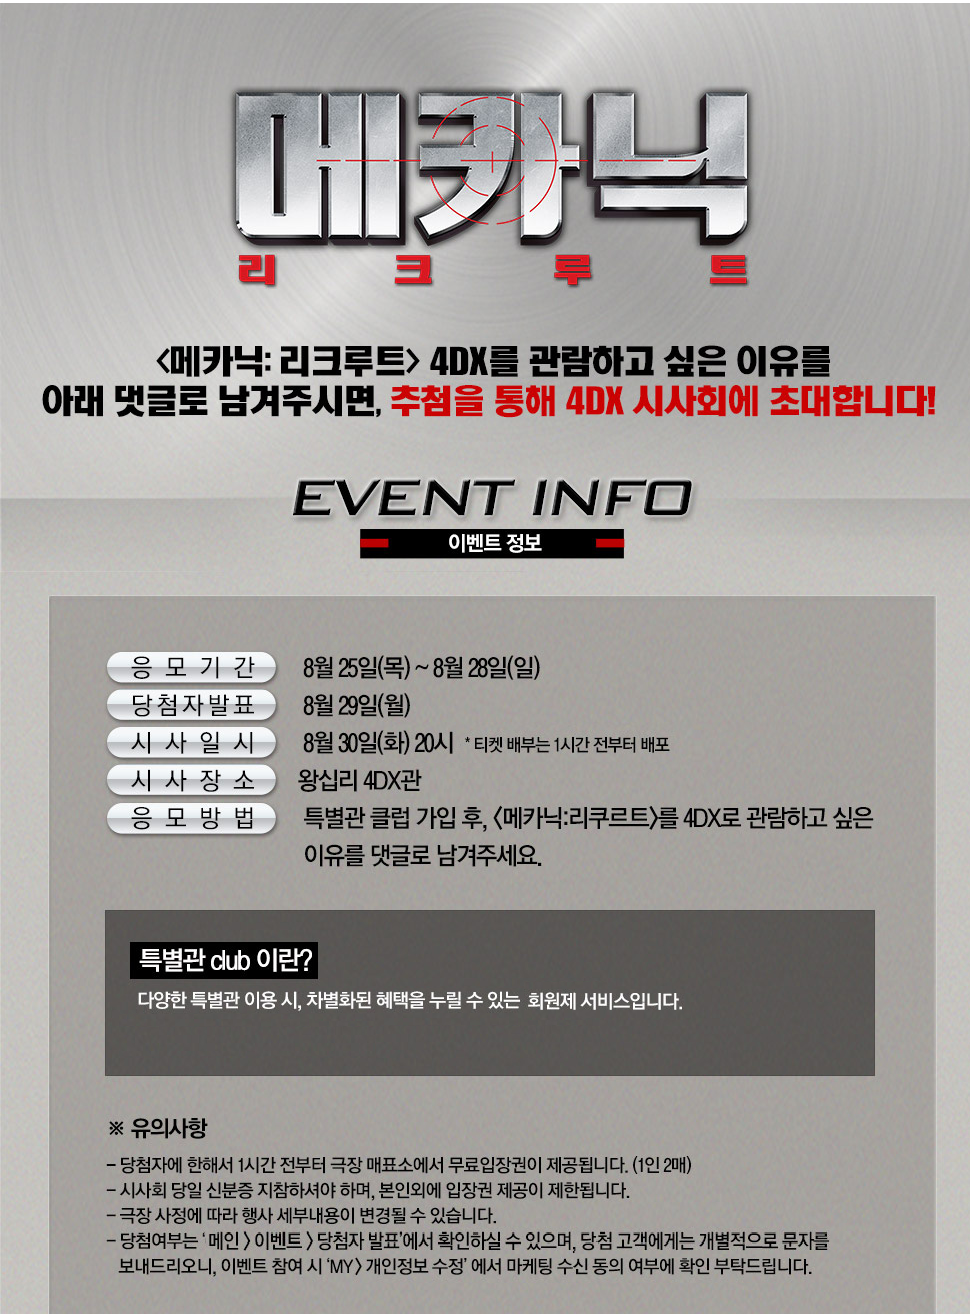 메카닉
리크루트
<메카닉: 리크루트> 4DX를 관람하고 싶은 이유를
아래 댓글로 남겨주시면, 추첨을 통해 4DX 시사회에 초대합니다!
EVENT INFO
이벤트 정보
응모기간 8월 25일(목) ~ 8월 28일(일)
당첨자발표 8월 29일(월)
시사일시 8월 30일(화) 20시 * 티켓 배부는 1시간 전부터 배포
시사장소 왕십리 4DX관
응모방법 특별관 클럽 가입 후, <메카닉:리쿠르트>를 4DX로 관람하고 싶은
이유를 댓글로 남겨주세요.
특별관 club 이란?
다양한 특별관 이용 시, 차별화된 혜택을 누릴 수 있는 회원제 서비스입니다.
※ 유의사항
- 당첨자에 한해서 1시간 전부터 극장 매표소에서 무료입장권이 제공됩니다. (1인 2매)
- 시사회 당일 신분증 지참하셔야 하며, 본인외에 입장권 제공이 제한됩니다.
- 극장 사정에 따라 행사 세부내용이 변경될 수 있습니다.
- 당첨여부는 ‘ 메인 > 이벤트 > 당첨자 발표’에서 확인하실 수 있으며, 당첨 고객에게는 개별적으로 문자를
보내드리오니, 이벤트 참여 시 ‘MY > 개인정보 수정’ 에서 마케팅 수신 동의 여부에 확인 부탁드립니다.